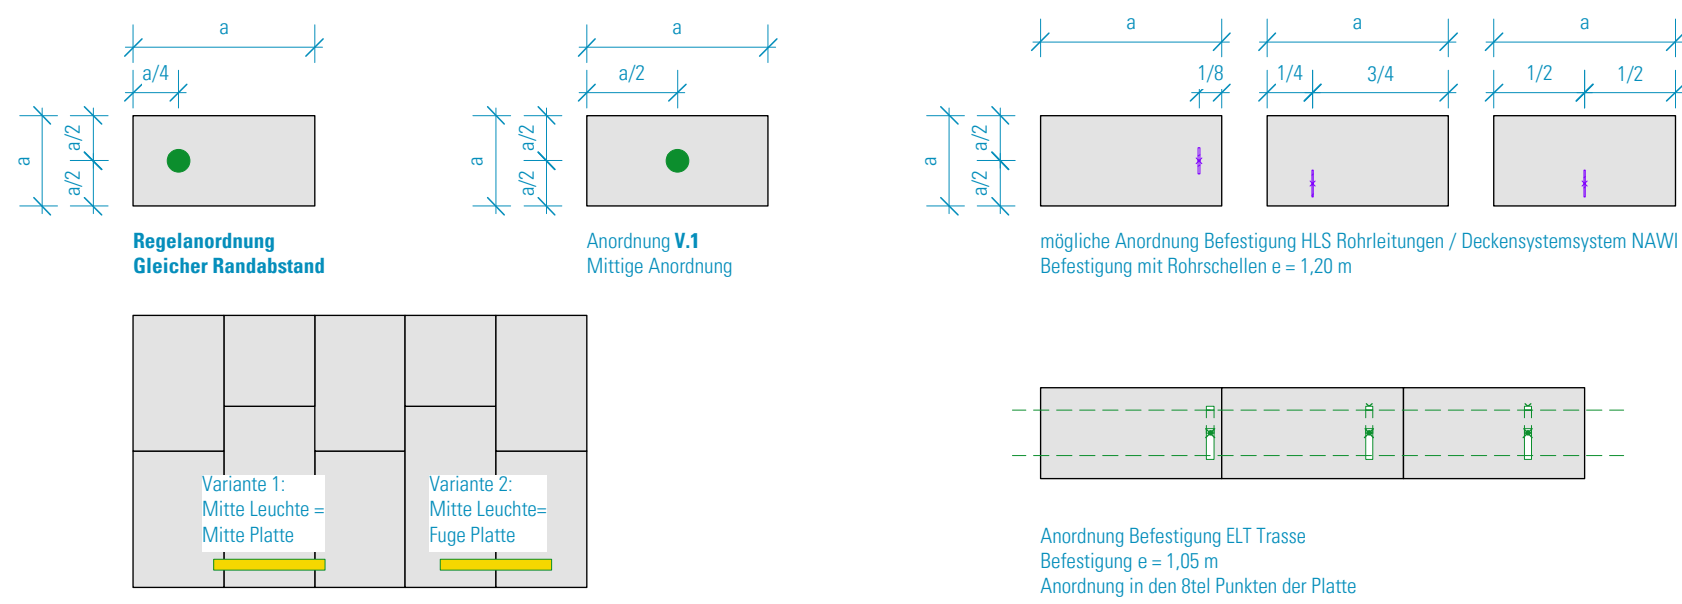 a
a/4
a
a/2
a/2
Regelanordnung
Gleicher Randabstand
a
a/2
a
a/2
a/2
Anordnung V.1
Mittige Anordnung
a
1/8
a
a/2
a/2
a
1/4
3/4
a
1/2
1/2
mögliche Anordnung Befestigung HLS Rohrleitungen / Deckensystemsystem NAWI
Befestigung mit Rohrschellen e = 1,20 m
Variante 1:
Mitte Leuchte =
Mitte Platte
Variante 2:
Mitte Leuchte=
Fuge Platte
Anordnung Befestigung ELT Trasse
Befestigung e = 1,05 m
Anordnung in den 8tel Punkten der Platte